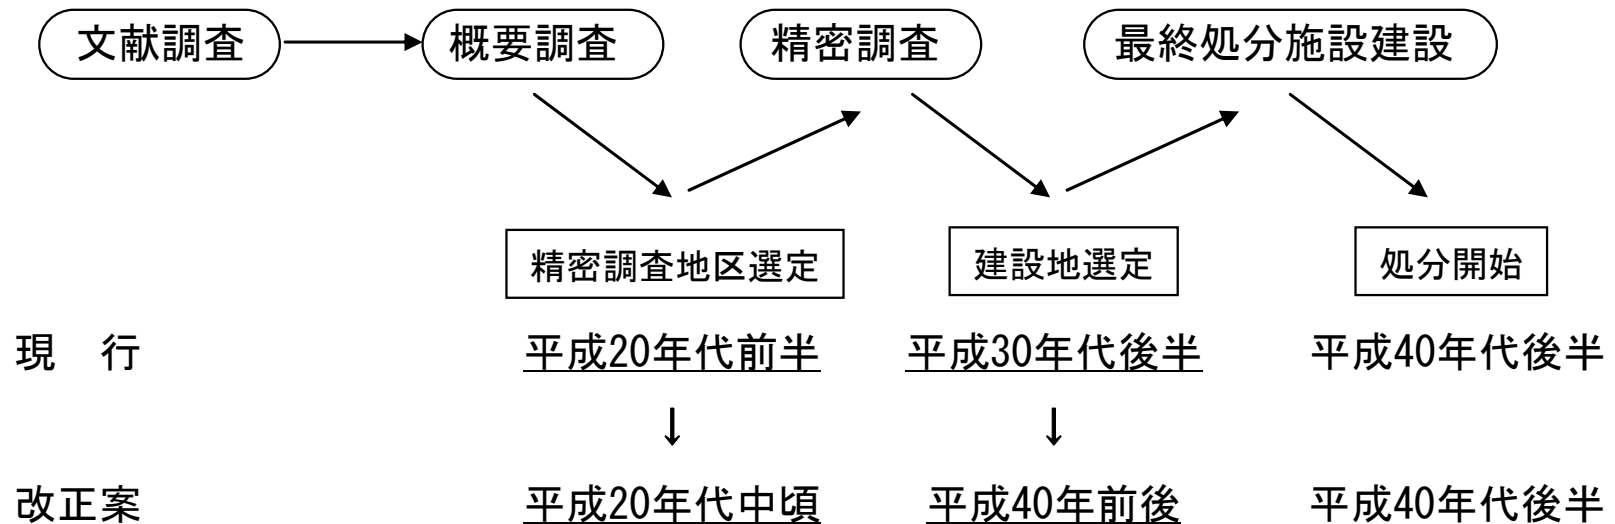 文献調査 概要調査 精密調査 最終処分施設建設
精密調査地区選定 建設地選定 処分開始
現 行 平成20年代前半 平成30年代後半 平成40年代後半
↓ ↓
改正案 平成20年代中頃 平成40年前後 平成40年代後半